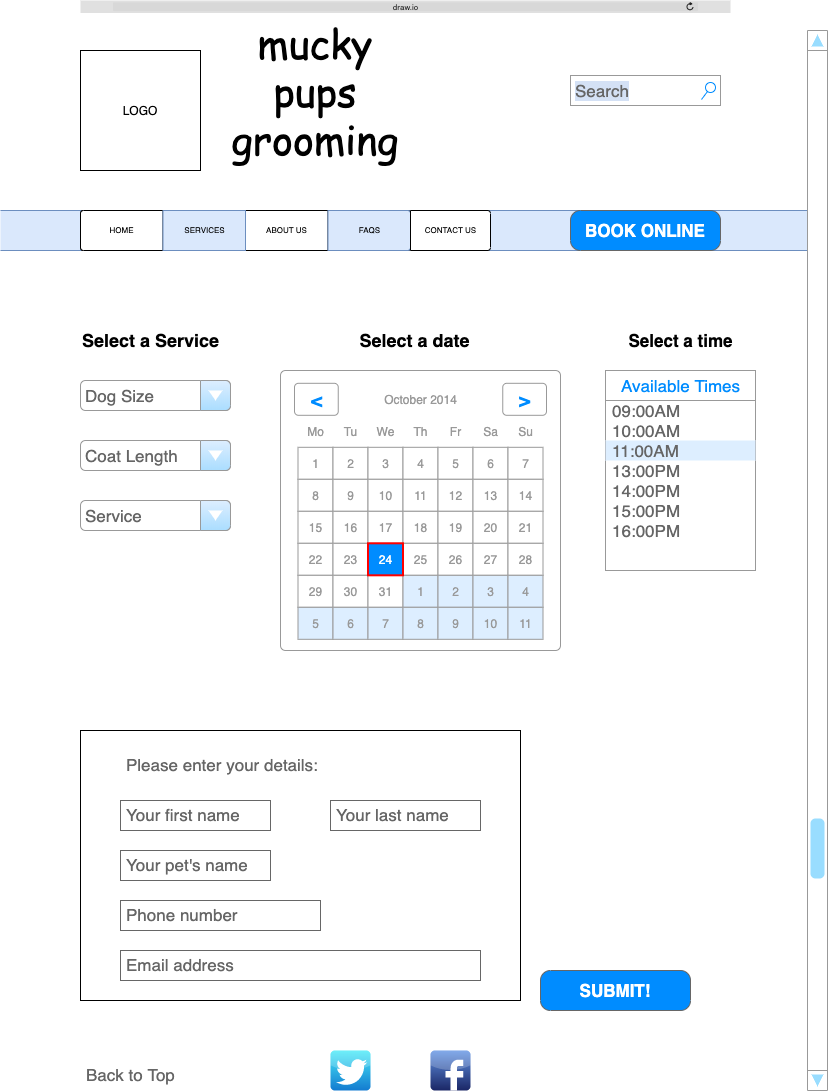 draw.io
mucky
pups
grooming
LOGO
Search
HOME SERVICES ABOUT US FAQS CONTACT US BOOK ONLINE
Select a Service
Dog Size
Coat Length
Service
Select a date
< October 2014 >
Mo Tu We Th Fr Sa Su
1 2 3 4 5 6 7
8 9 10 11 12 13 14
15 16 17 18 19 20 21
22 23 24 25 26 27 28
29 30 31 1 2 3 4
5 6 7 8 9 10 11
Select a time
Available Times
09:00AM
10:00AM
11:00AM
13:00PM
14:00PM
15:00PM
16:00PM
Please enter your details:
Your first name Your last name
Your pet's name
Phone number
Email address
SUBMIT!
Back to Top